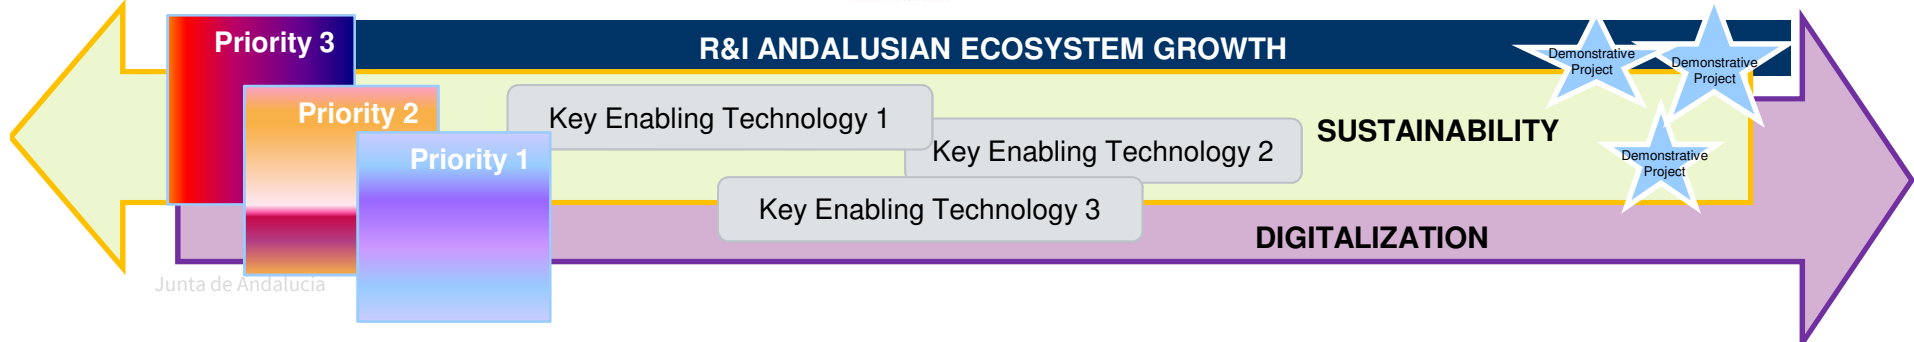 Priority 3
R&I ANDALUSIAN ECOSYSTEM GROWTH
Demonstrative
Project
Demonstrative
Project
Priority 2
Key Enabling Technology 1
SUSTAINABILITY
Priority 1
Key Enabling Technology 2
Demonstrative
Project
Key Enabling Technology 3
DIGITALIZATION
Junta de Andalucía